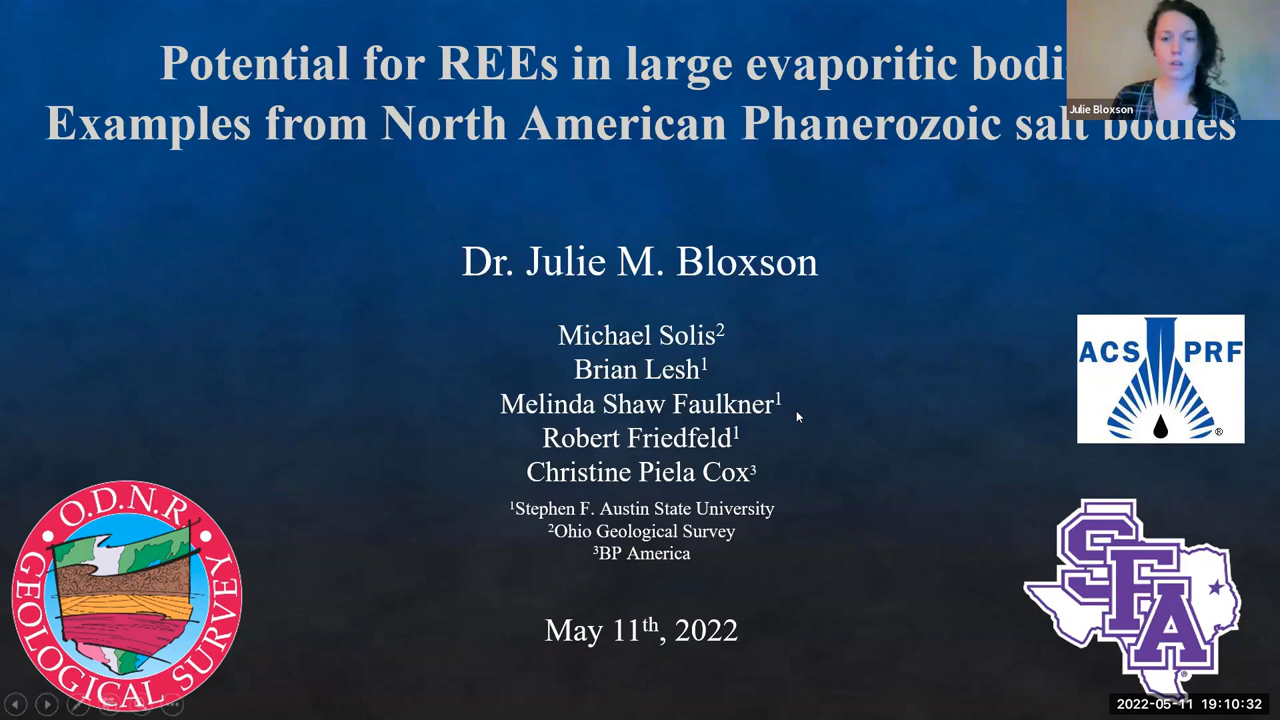 Potential for REEs in large evaporitic
Examples from North American Phanerozoic salt bodies
Julie Bloxson
Dr. Julie M. Bloxson
Michael Solis²
Brian Lesh¹
Melinda Shaw Faulkner¹
Robert Friedfeld¹
Christine Piela Cox³
¹Stephen F. Austin State University
²Ohio Geological Survey
³BP America
May 11th, 2022
ACS PRF
®
O.D.N.R.
GEOLOGICAL SURVEY
SFA
®
2022-05-11 19:10:32